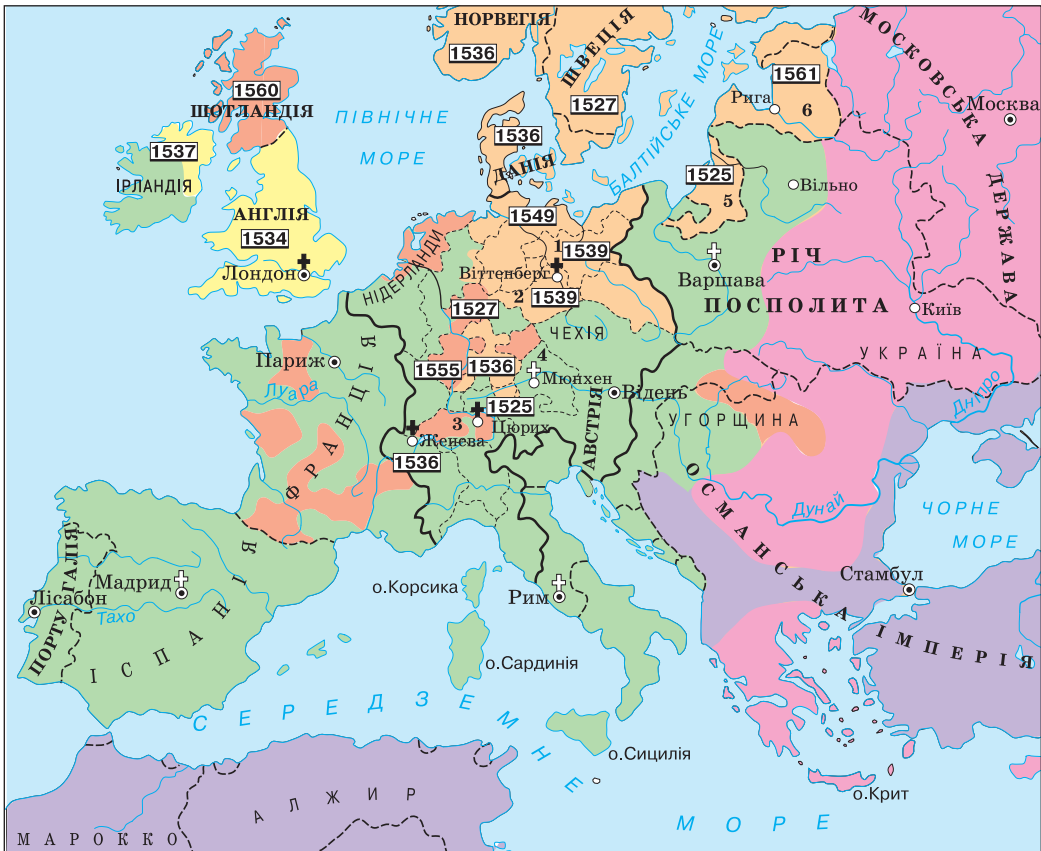 НОРВЕГІЯ
1536
ШВЕЦІЯ
1527
МОСКОВСЬКА
ДЕРЖАВА
1561
Рига
6
Москва
1560
ШОТЛАНДІЯ
ПІВНІЧНЕ
МОРЕ
1536
ДАНІЯ
БАЛТІЙСЬКЕ МОРЕ
1537
ІРЛАНДІЯ
1525
5
Вільно
АНГЛІЯ
1534
Лондон
1549
НІДЕРЛАНДИ
1
1539
Віттенберг
2
1539
Варшава
РІЧ
ПОСПОЛИТА
Київ
УКРАЇНА
1527
ЧЕХІЯ
Париж
Луара
1555
1536
4
Мюнхен
Відень
Дніпро
1525
3
Цюрих
Женева
1536
АВСТРІЯ
УГОРЩИНА
ФРАНЦІЯ
Дунай
ЧОРНЕ
МОРЕ
ОСМАНСЬКА ІМПЕРІЯ
Стамбул
ПОРТУГАЛІЯ
Мадрид
Лісабон
Тахо
ІСПАНІЯ
о.Корсика
Рим
о.Сардинія
СЕРЕДЗЕМНЕ
МОРЕ
о.Сицилія
о.Крит
АЛЖИР
МАРОККО